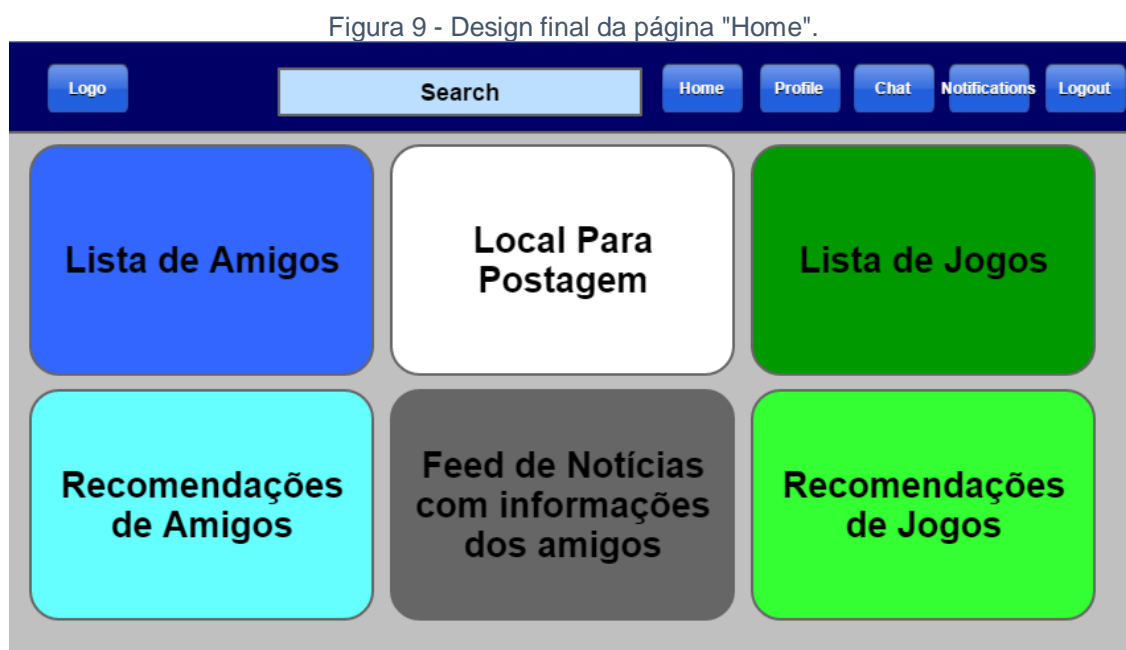 Figura 9 - Design final da página "Home".
Logo
Search
Home
Profile
Chat
Notifications
Logout
Lista de Amigos
Local Para
Postagem
Lista de Jogos
Recomendações
de Amigos
Feed de Notícias
com informações
dos amigos
Recomendações
de Jogos